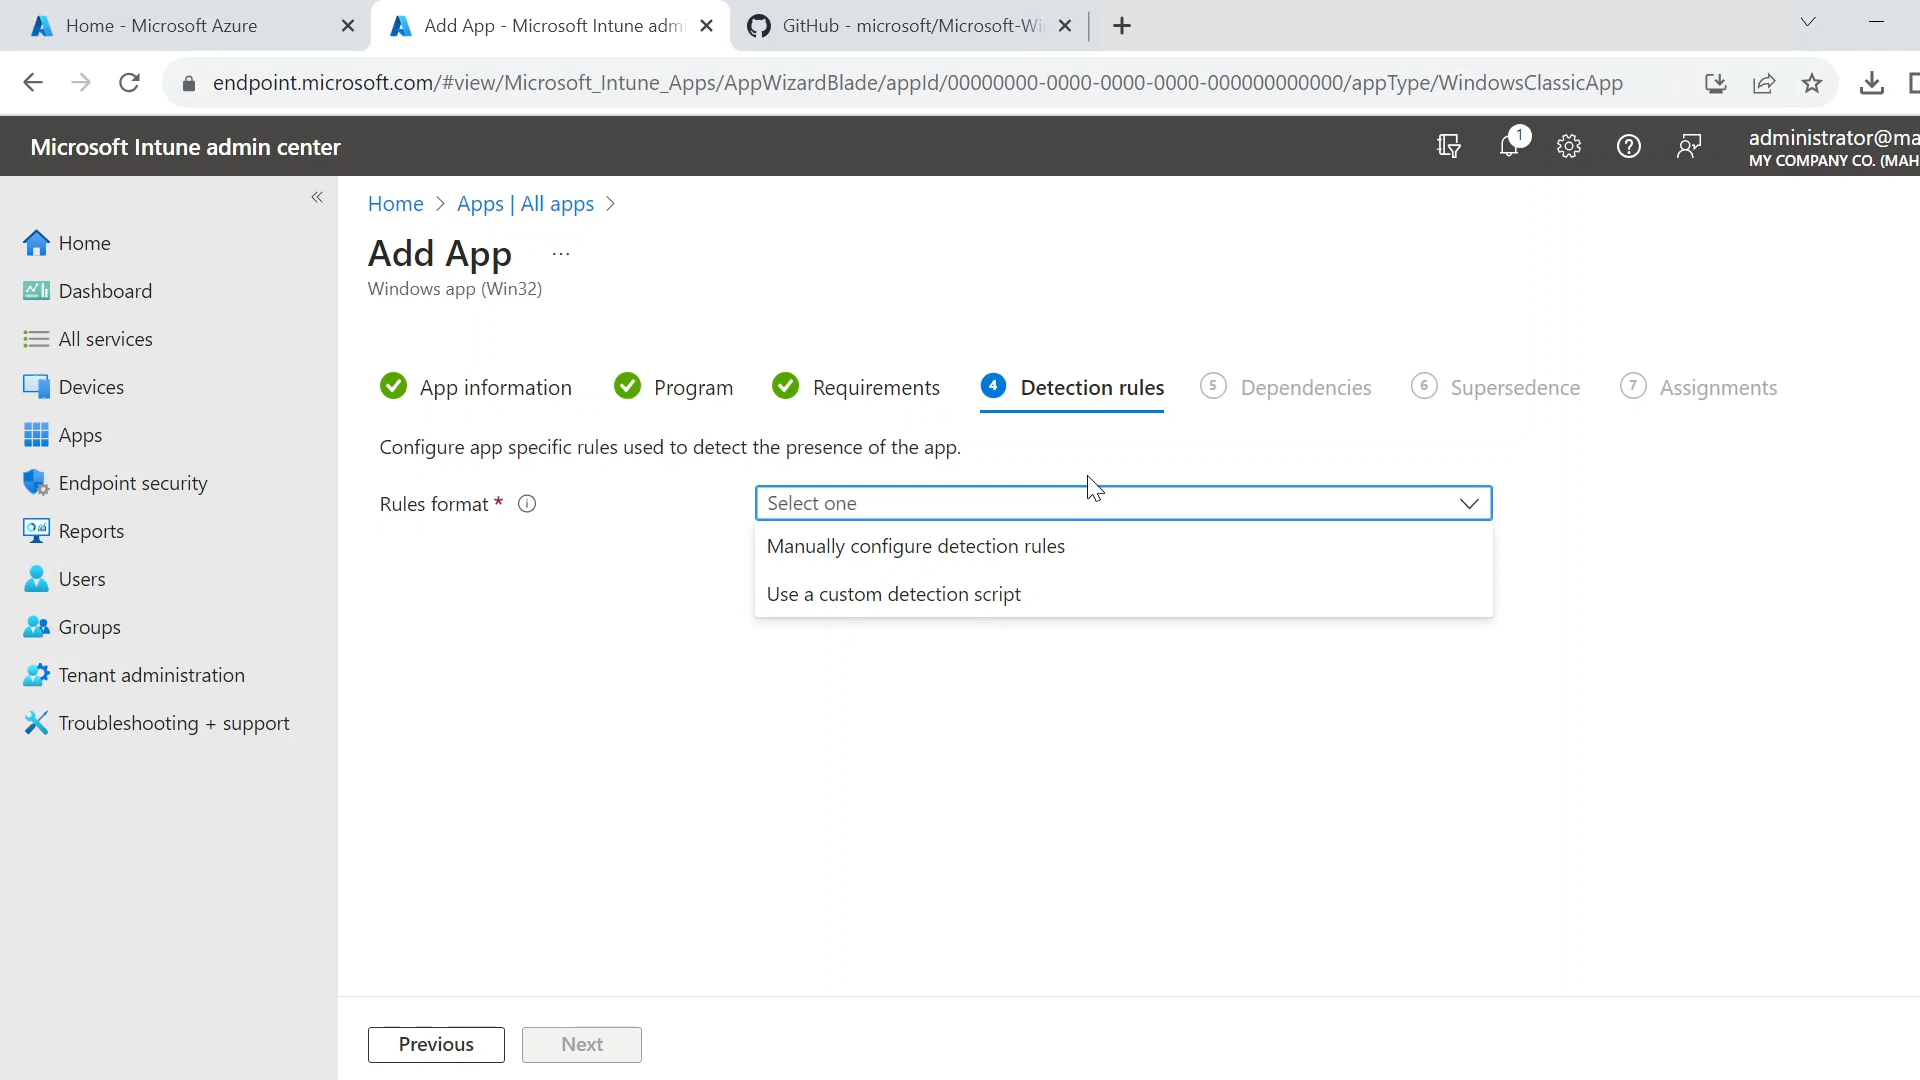 Home - Microsoft Azure
Add App - Microsoft Intune admi
GitHub - microsoft/Microsoft-Wi
endpoint.microsoft.com/#view/Microsoft_Intune_Apps/AppWizardBlade/appId/00000000-0000-0000-0000-000000000000/appType/WindowsClassicApp
Microsoft Intune admin center
1
administrator@ma
MY COMPANY CO. (MAH
Home
Dashboard
All services
Devices
Apps
Endpoint security
Reports
Users
Groups
Tenant administration
Troubleshooting + support
Home > Apps | All apps >
Add App ...
Windows app (Win32)
App information
Program
Requirements
4 Detection rules
5 Dependencies
6 Supersedence
7 Assignments
Configure app specific rules used to detect the presence of the app.
Rules format *
Select one
Manually configure detection rules
Use a custom detection script
Previous
Next